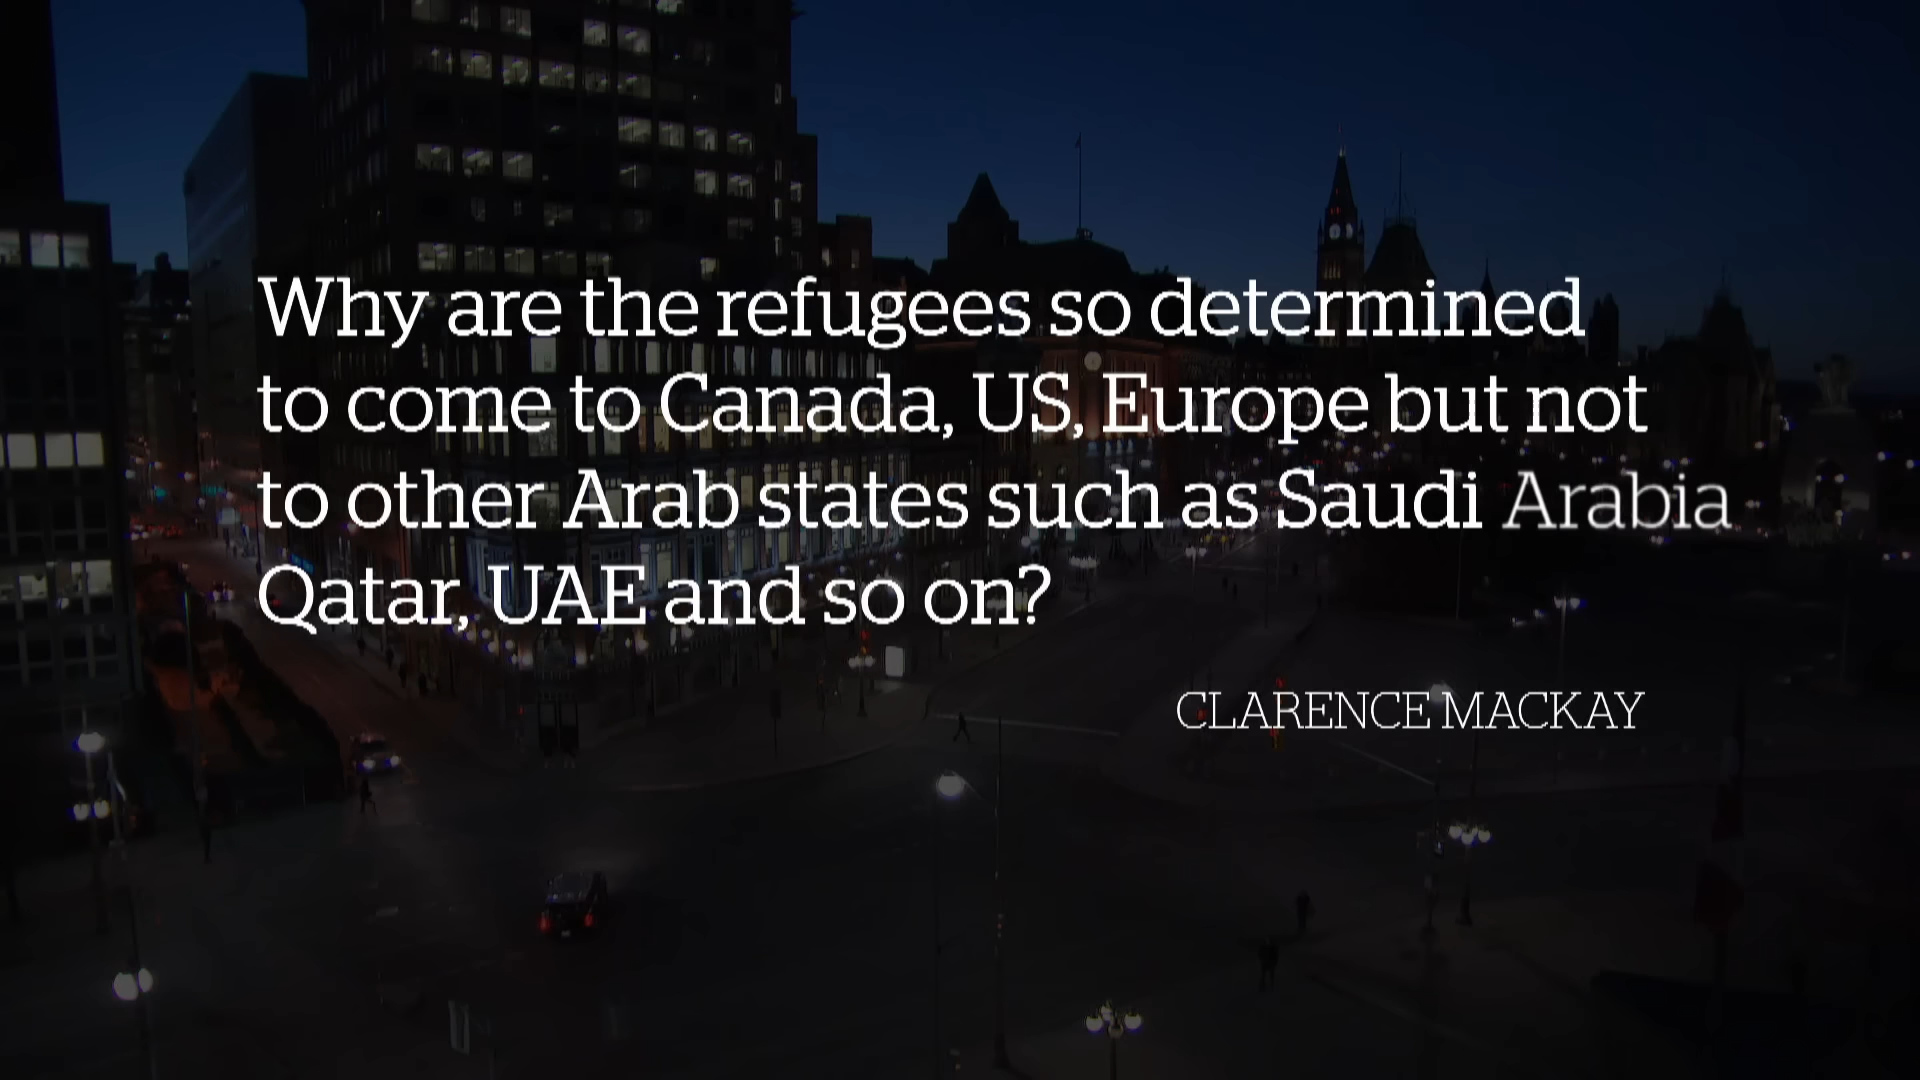 Why are the refugees so determined
to come to Canada, US, Europe but not
to other Arab states such as Saudi Arabia
Qatar, UAE and so on?
CLARENCE MACKAY